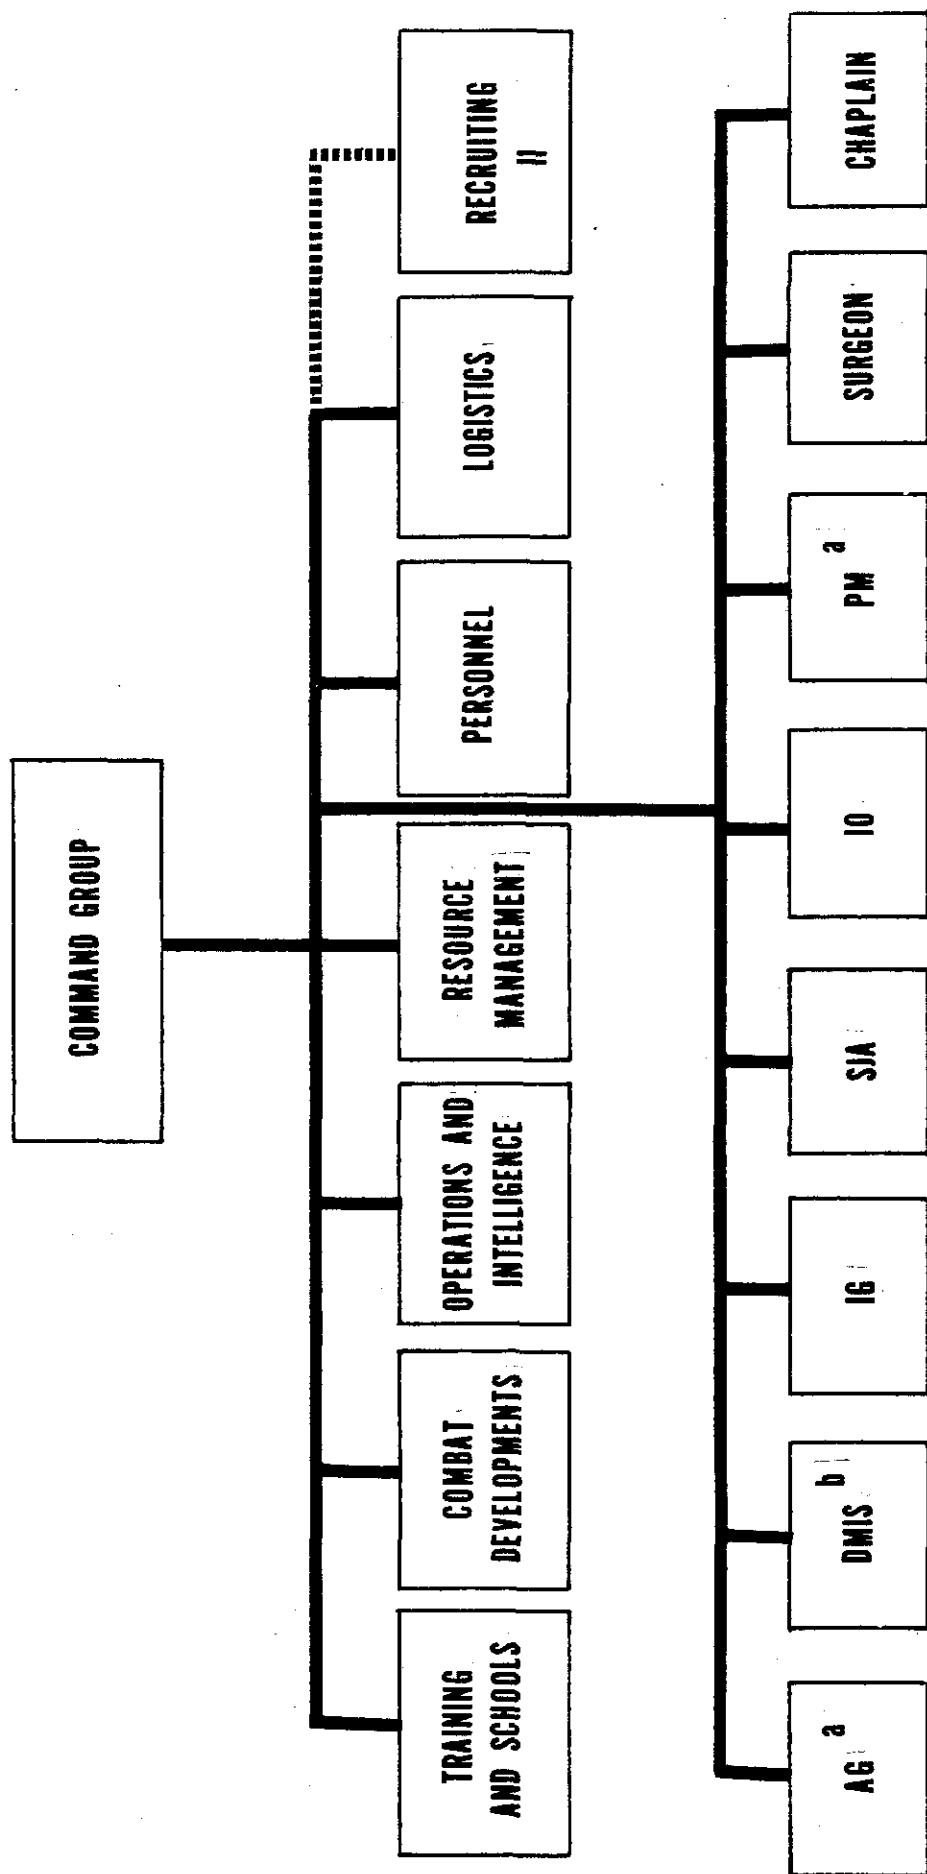 COMMAND GROUP
TRAINING
AND SCHOOLS
COMBAT
DEVELOPMENTS
OPERATIONS AND
INTELLIGENCE
RESOURCE
MANAGEMENT
PERSONNEL
LOGISTICS
RECRUITING
II
AG a
DMIS b
IG
SJA
IO
PM a
SURGEON
CHAPLAIN